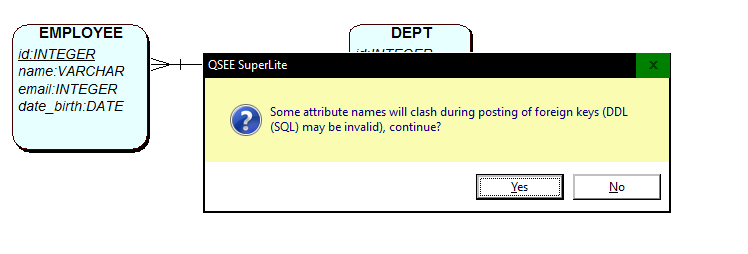 EMPLOYEE
id:INTEGER
name:VARCHAR
email:INTEGER
date_birth:DATE
DEPT
id:INTEGER
QSEE SuperLite
x
Some attribute names will clash during posting of foreign keys (DDL
(SQL) may be invalid), continue?
Yes
No